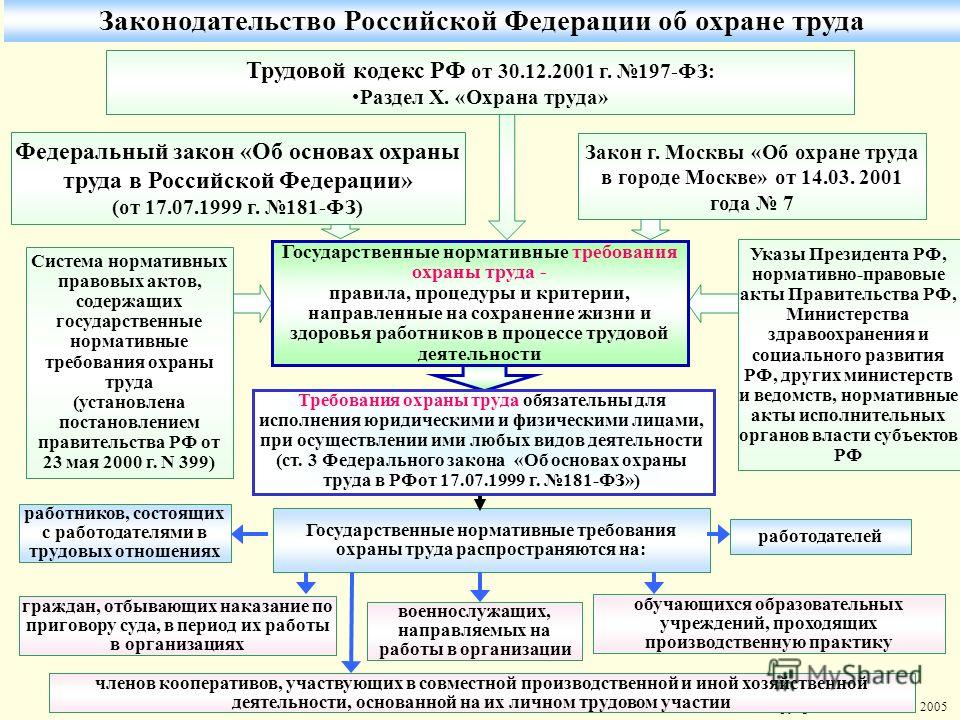 Законодательство Российской Федерации об охране труда
Трудовой кодекс РФ от 30.12.2001 г. №197-ФЗ:
•Раздел X. «Охрана труда»
Федеральный закон «Об основах охраны
труда в Российской Федерации»
(от 17.07.1999 г. №181-ФЗ)
Закон г. Москвы «Об охране труда
в городе Москве» от 14.03. 2001
года № 7
Система нормативных
правовых актов,
содержащих
государственные
нормативные
требования охраны
труда
(установлена
постановлением
правительства РФ от
23 мая 2000 г. N 399)
Государственные нормативные требования
охраны труда -
правила, процедуры и критерии,
направленные на сохранение жизни и
здоровья работников в процессе трудовой
деятельности
Указы Президента РФ,
нормативно-правовые
акты Правительства РФ,
Министерства
здравоохранения и
социального развития
РФ, других министерств
и ведомств, нормативные
акты исполнительных
органов власти субъектов
РФ
Требования охраны труда обязательны для
исполнения юридическими и физическими лицами,
при осуществлении ими любых видов деятельности
(ст. 3 Федерального закона «Об основах охраны
труда в РФот 17.07.1999 г. №181-ФЗ»)
работников, состоящих
с работодателями в
трудовых отношениях
Государственные нормативные требования
охраны труда распространяются на:
работодателей
граждан, отбывающих наказание по
приговору суда, в период их работы
в организациях
военнослужащих,
направляемых на
работы в организации
обучающихся образовательных
учреждений, проходящих
производственную практику
MyShared
членов кооперативов, участвующих в совместной производственной и иной хозяйственной
деятельности, основанной на их личном трудовом участии
2005